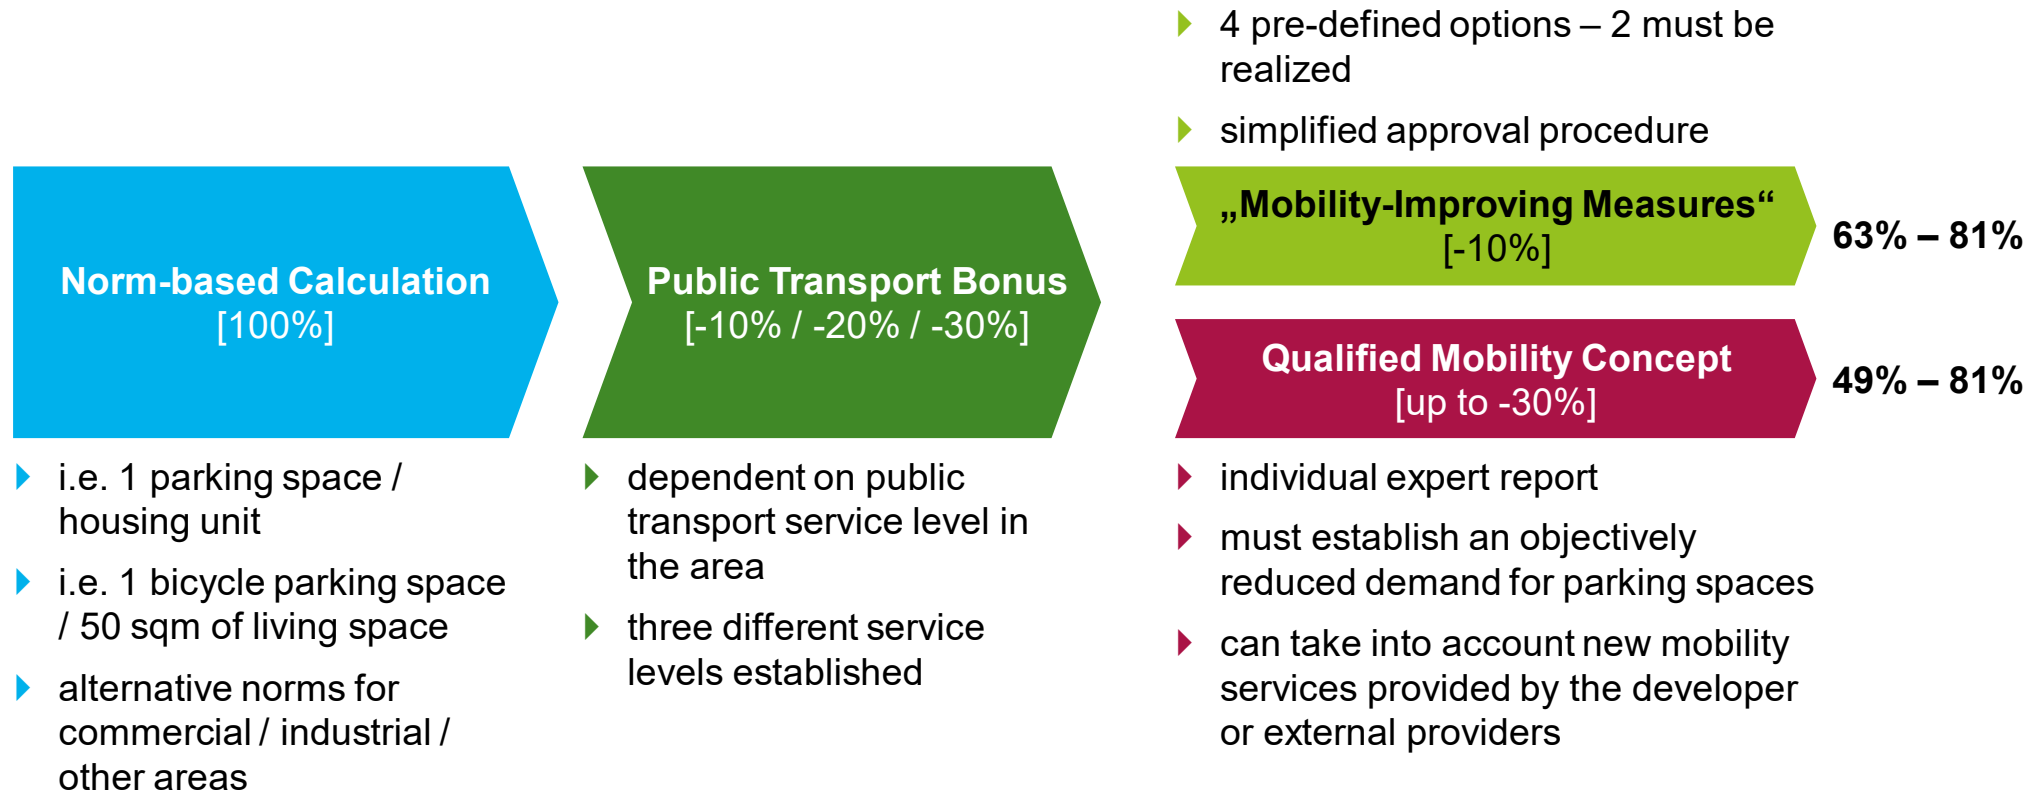 4 pre-defined options – 2 must be
realized
simplified approval procedure
Norm-based Calculation
[100%]
i.e. 1 parking space /
housing unit
i.e. 1 bicycle parking space
/ 50 sqm of living space
alternative norms for
commercial / industrial /
other areas
Public Transport Bonus
[-10% / -20% / -30%]
dependent on public
transport service level in
the area
three different service
levels established
„Mobility-Improving Measures“
[-10%]
63% – 81%
Qualified Mobility Concept
[up to -30%]
49% – 81%
individual expert report
must establish an objectively
reduced demand for parking spaces
can take into account new mobility
services provided by the developer
or external providers